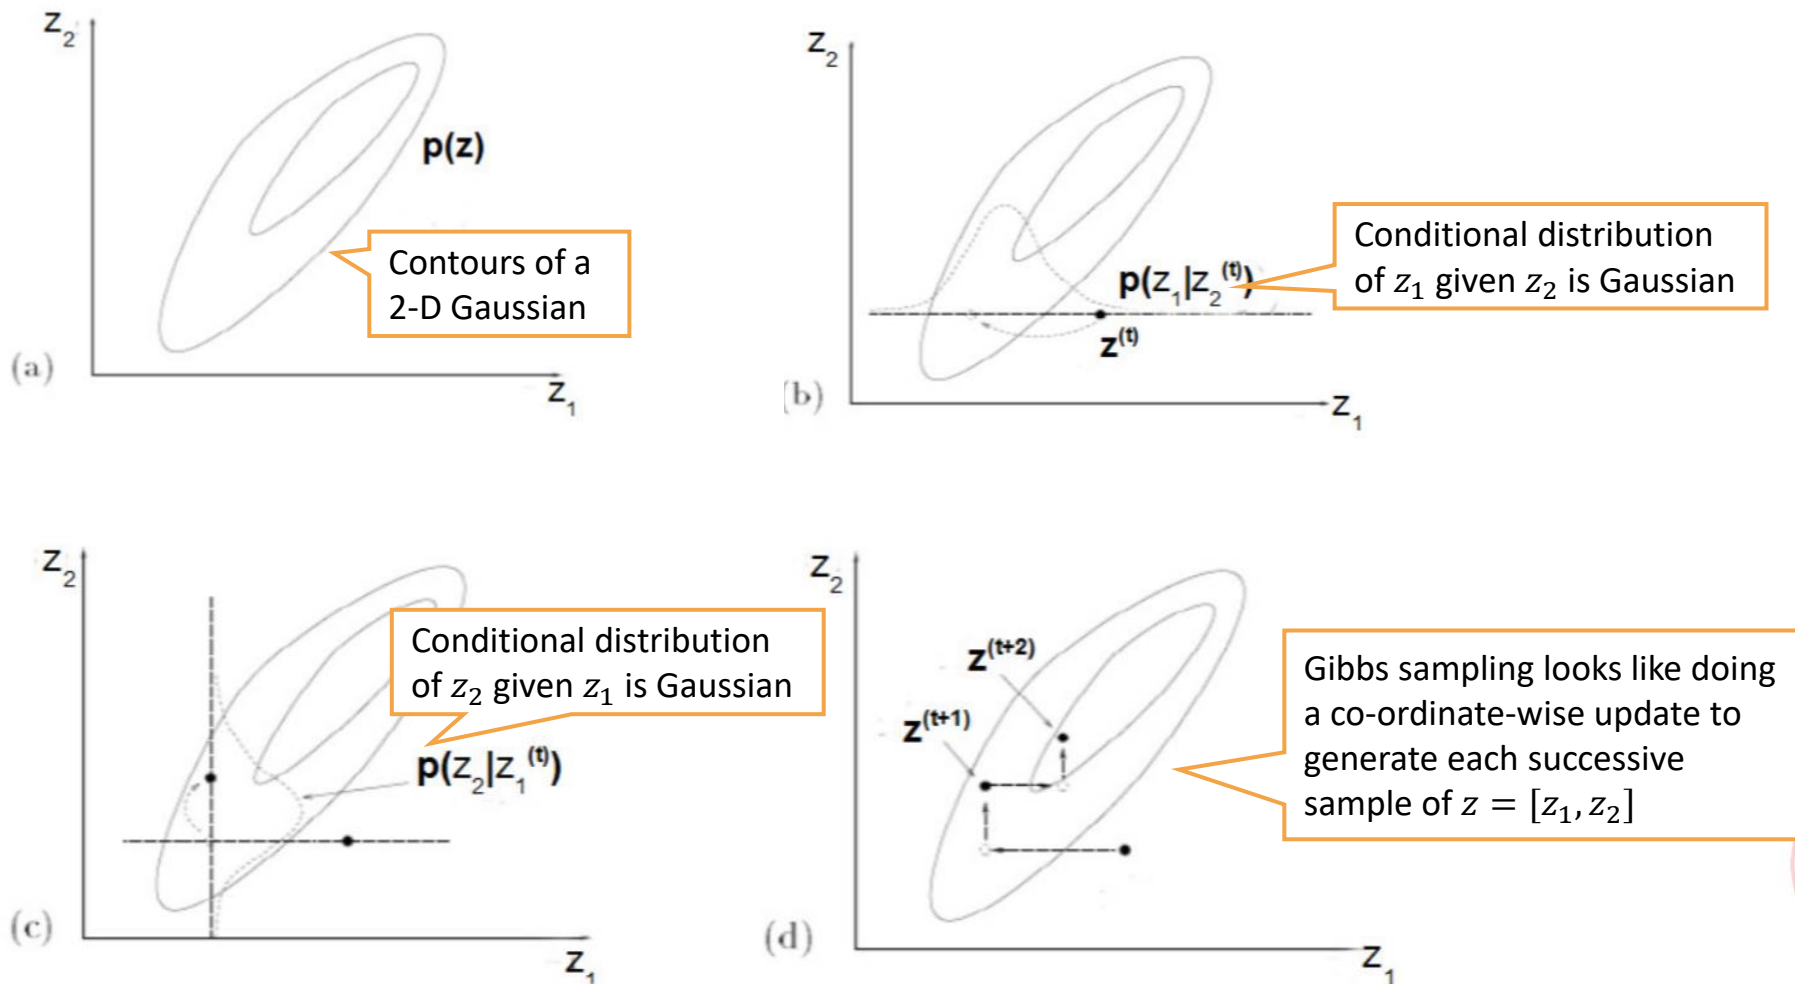 z₂
p(z)
Contours of a
2-D Gaussian
(a)
z₁
z₂
Conditional distribution
of z₁ given z₂ is Gaussian
p(z₁|z₂⁽ᵗ⁾)
z⁽ᵗ⁾
(b)
z₁
z₂
Conditional distribution
of z₂ given z₁ is Gaussian
p(z₂|z₁⁽ᵗ⁾)
(c)
z₁
z₂
z⁽ᵗ⁺²⁾
z⁽ᵗ⁺¹⁾
Gibbs sampling looks like doing
a co-ordinate-wise update to
generate each successive
sample of z = [z₁, z₂]
(d)
z₁